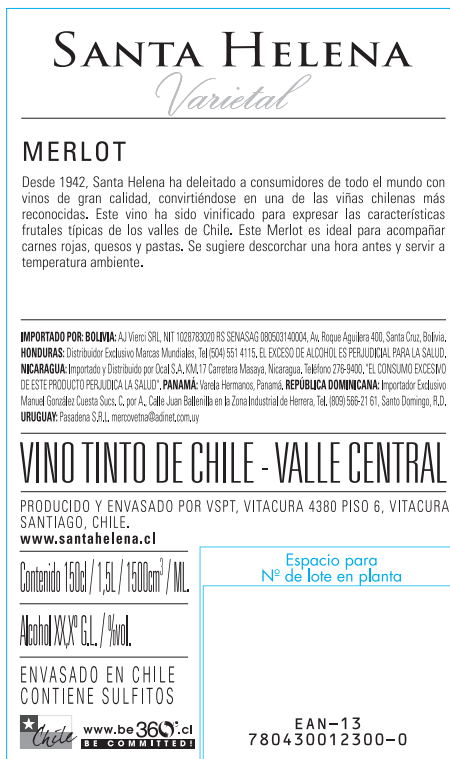 SANTA HELENA
Varietal
MERLOT
Desde 1942, Santa Helena ha deleitado a consumidores de todo el mundo con
vinos de gran calidad, convirtiéndose en una de las viñas chilenas más
reconocidas. Este vino ha sido vinificado para expresar las características
frutales típicas de los valles de Chile. Este Merlot es ideal para acompañar
carnes rojas, quesos y pastas. Se sugiere descorchar una hora antes y servir a
temperatura ambiente.
IMPORTADO POR: BOLIVIA: AJ Vierci SRL, NIT 1028783020 RS SENASAG 080503140004, Av. Roque Aguilera 400, Santa Cruz, Bolivia.
HONDURAS: Distribuidor Exclusivo Marcas Mundiales, Tel (504) 551 4115. EL EXCESO DE ALCOHOL ES PERJUDICIAL PARA LA SALUD.
NICARAGUA: Importado y Distribuido por Ocal S.A. KM.17 Carretera Masaya, Nicaragua. Teléfono 276-9400. "EL CONSUMO EXCESIVO
DE ESTE PRODUCTO PERJUDICA LA SALUD". PANAMÁ: Varela Hermanos, Panamá. REPÚBLICA DOMINICANA: Importador Exclusivo
Manuel González Cuesta Sucs. C. por A., Calle Juan Ballenilla en la Zona Industrial de Herrera, Tel. (809) 566-21 61, Santo Domingo, R.D.
URUGUAY: Pasadena S.R.L. mercovetna@adinet.com.uy
VINO TINTO DE CHILE - VALLE CENTRAL
PRODUCIDO Y ENVASADO POR VSPT, VITACURA 4380 PISO 6, VITACURA
SANTIAGO, CHILE.
www.santahelena.cl
Contenido 150cl / 1,5L / 1500cm³ / ML.
Alcohol XX,Xº G.L. / %vol.
ENVASADO EN CHILE
CONTIENE SULFITOS
Chile
www.be360°.cl
BE COMMITTED!
Espacio para
Nº de lote en planta
EAN-13
780430012300-0